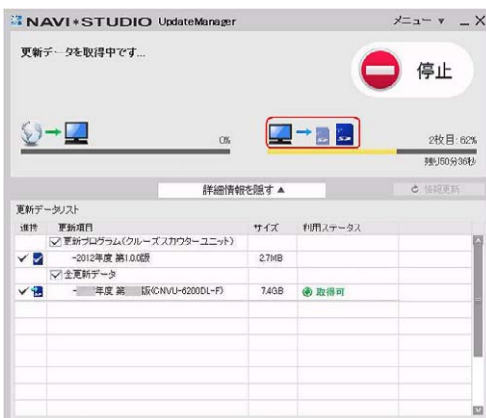 NAVI*STUDIO UpdateManager メニュー ▼ _ X
更新データを取得中です...
停止
0% 2枚目:62%
残り50分36秒
詳細情報を隠す▲ 情報更新
更新データリスト
進捗 更新項目 サイズ 利用ステータス
更新プログラム(クルーズスカウターユニット)
-2012年度 第1.0.0版 2.7MB
全更新データ
- 年度 第 版(CNVU-6200DL-F) 7.4GB 取得可